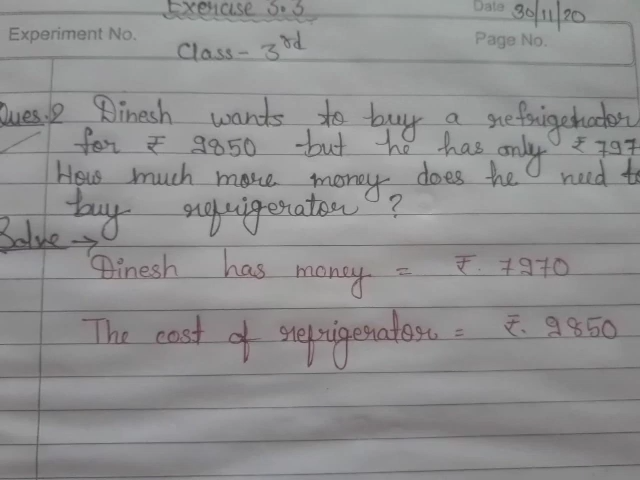 Exercise 3.3
Date 30/11/20
Experiment No.
Page No.
Class - 3rd
Ques.2 Dinesh wants to buy a refrigerator
for ₹ 9850 but he has only ₹ 797
How much more money does he need to
buy refrigerator ?
Solve →
Dinesh has money = ₹. 7970
The cost of refrigerator = ₹. 9850